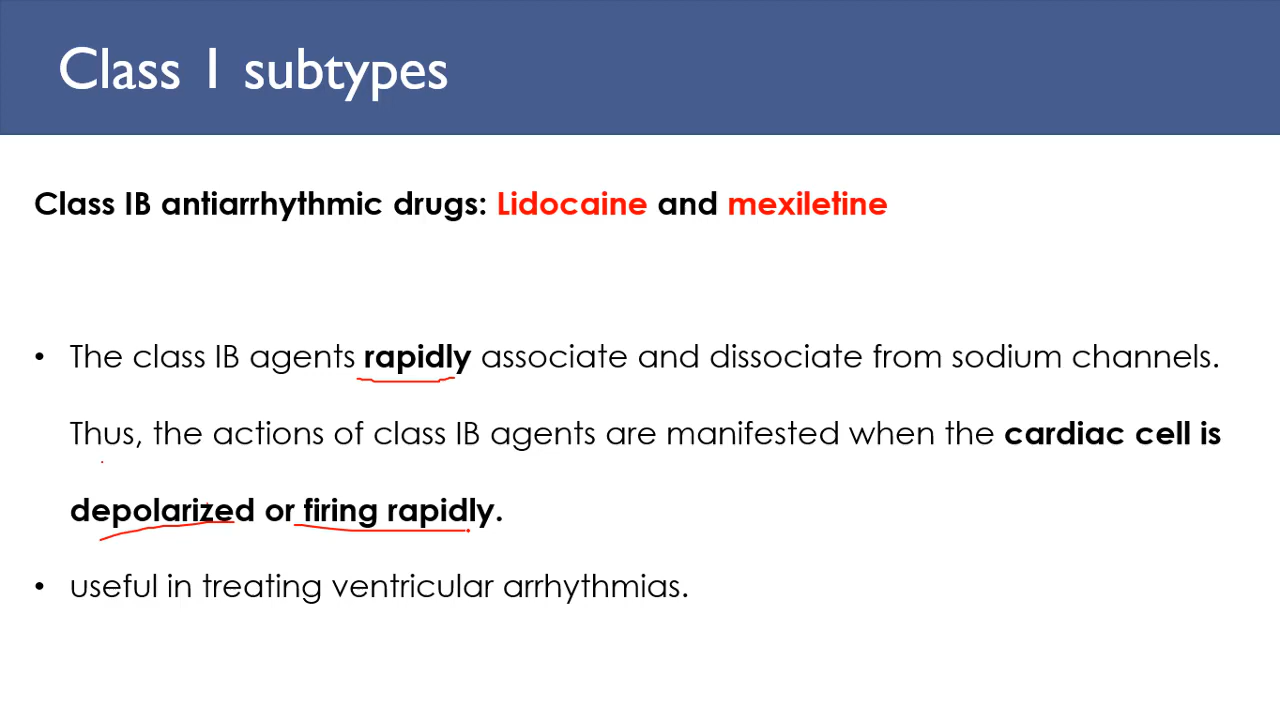 Class 1 subtypes
Class IB antiarrhythmic drugs: Lidocaine and mexiletine
• The class IB agents rapidly associate and dissociate from sodium channels.
Thus, the actions of class IB agents are manifested when the cardiac cell is
depolarized or firing rapidly.
• useful in treating ventricular arrhythmias.